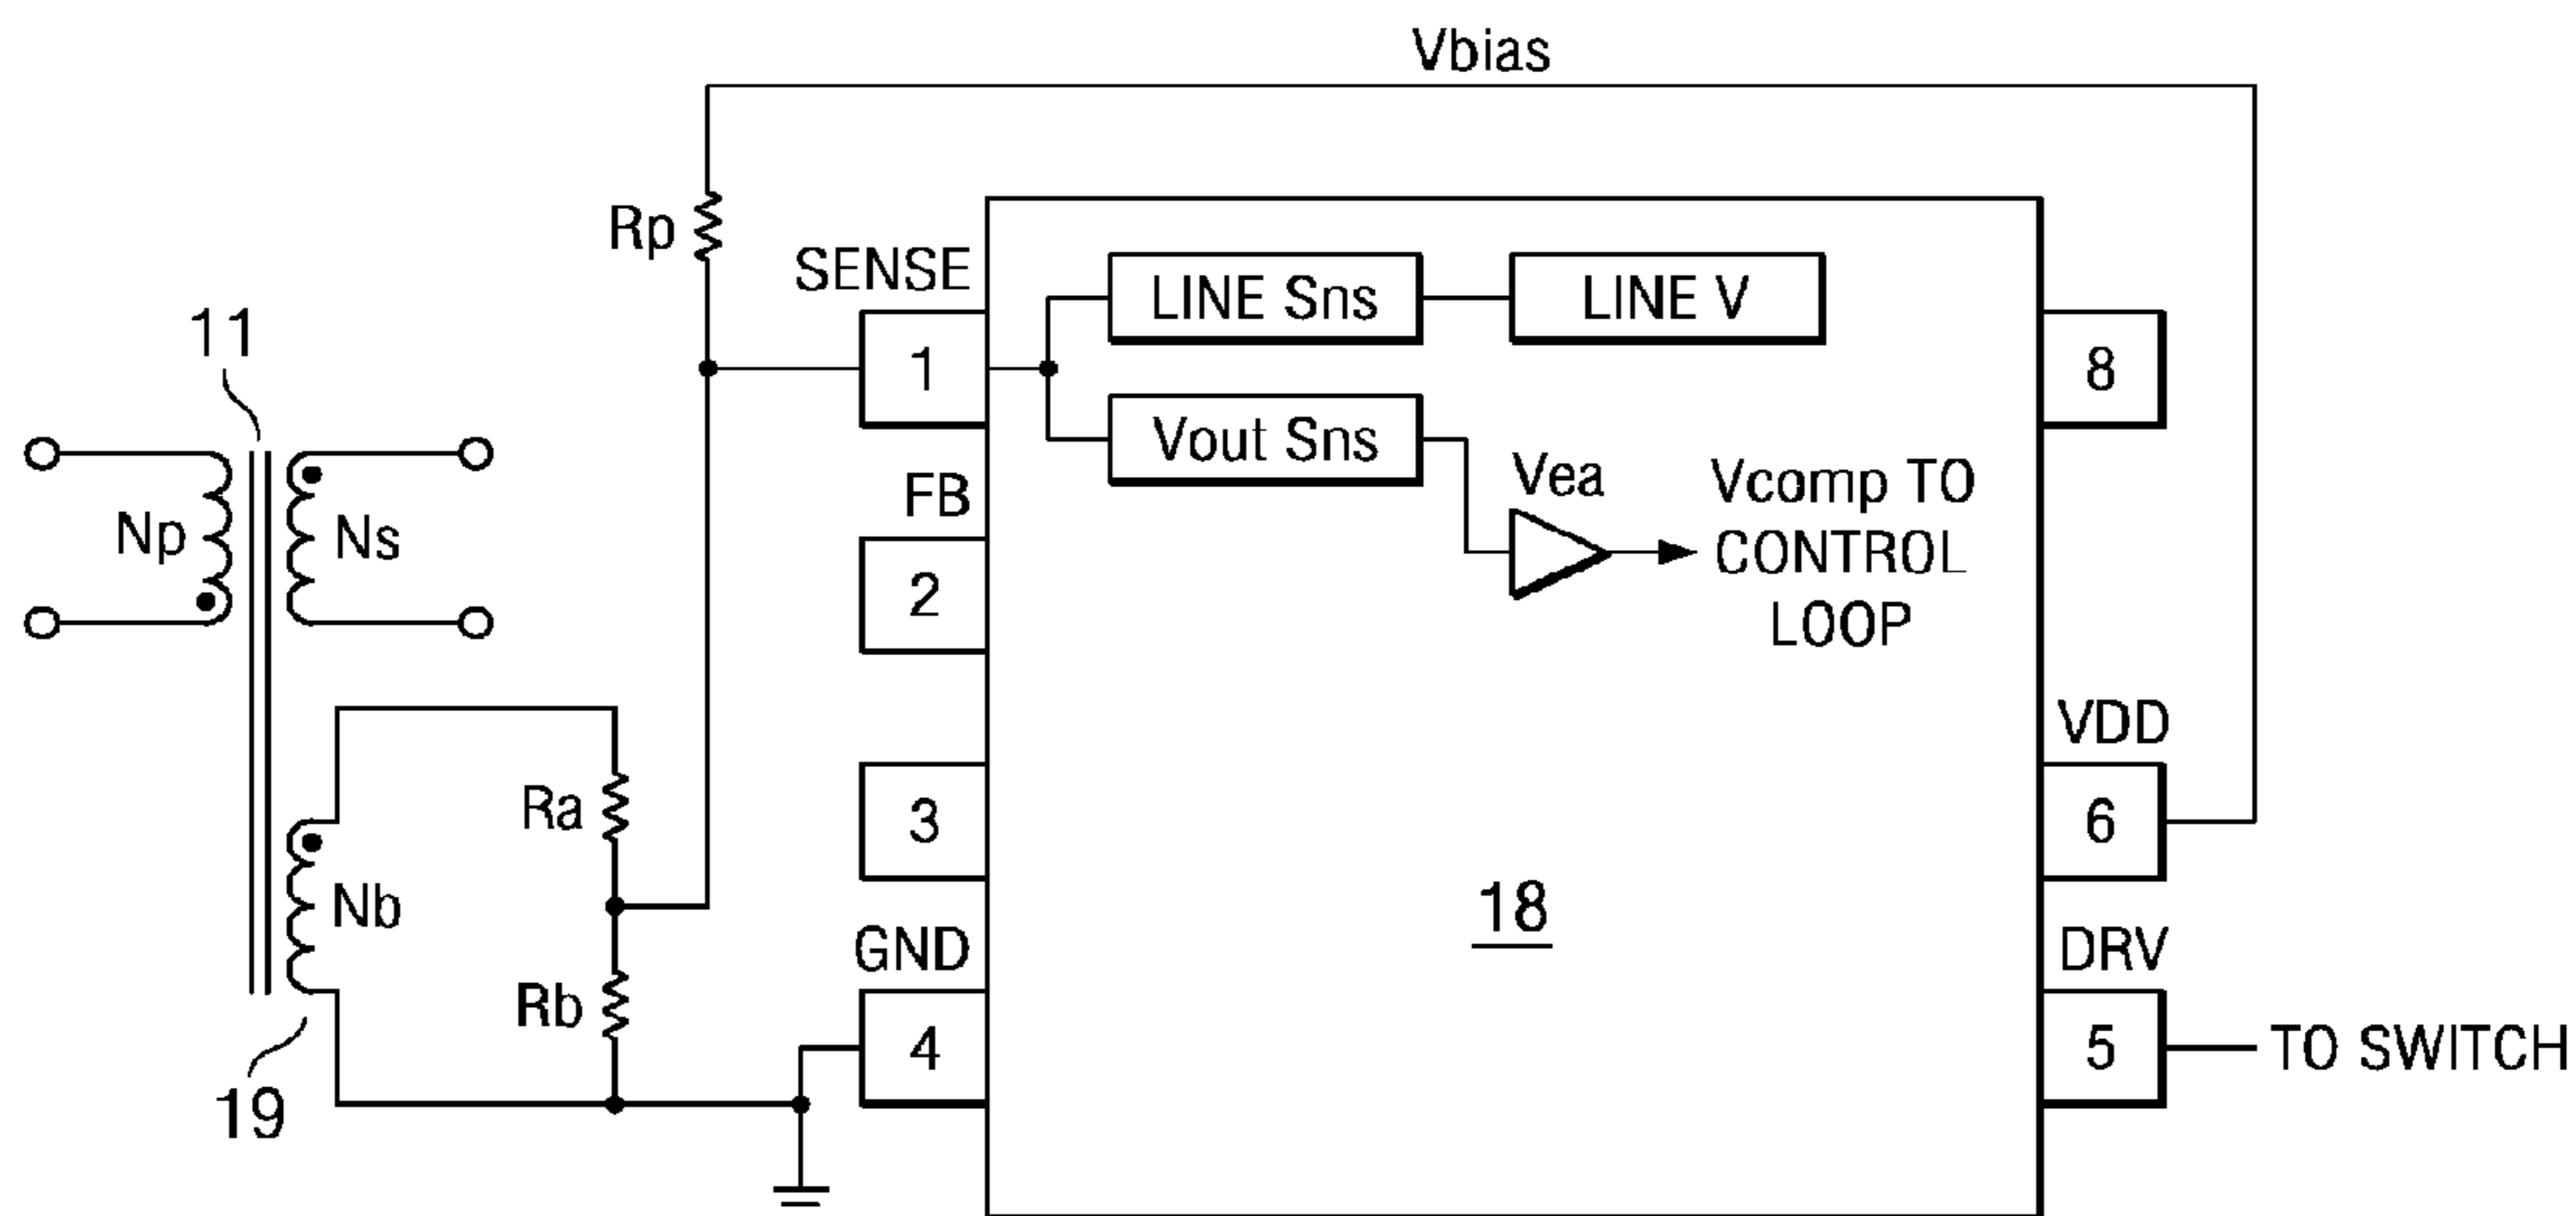 Vbias
Rp
SENSE
LINE Sns
LINE V
11
1
8
Vout Sns
Vea
Vcomp TO
CONTROL
LOOP
FB
Np
Ns
2
VDD
Ra
3
6
Nb
18
GND
DRV
Rb
4
5
TO SWITCH
19